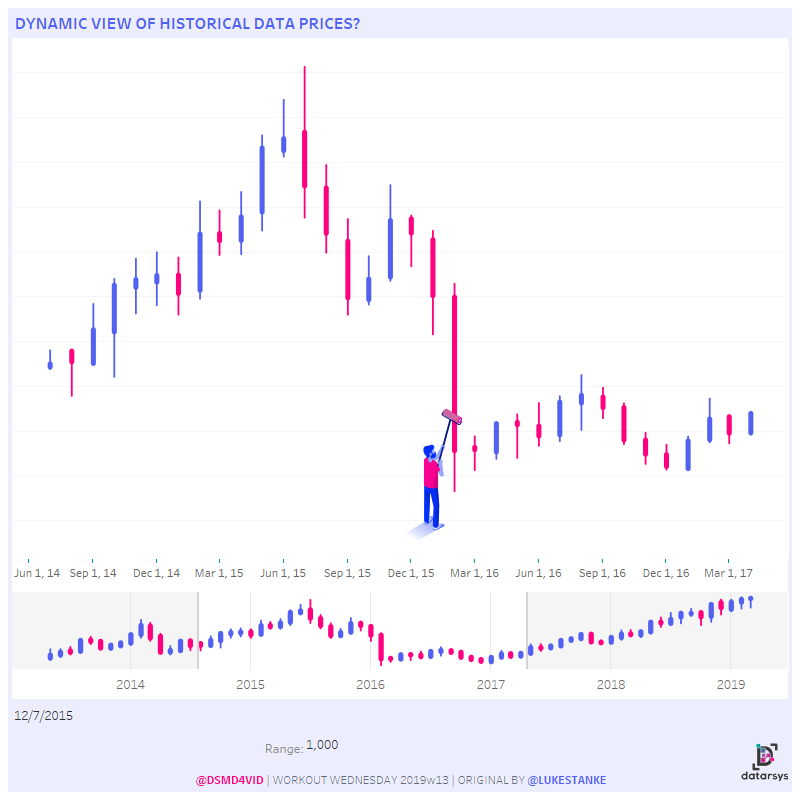 DYNAMIC VIEW OF HISTORICAL DATA PRICES?
Jun 1, 14 Sep 1, 14 Dec 1, 14 Mar 1, 15 Jun 1, 15 Sep 1, 15 Dec 1, 15 Mar 1, 16 Jun 1, 16 Sep 1, 16 Dec 1, 16 Mar 1, 17
2014 2015 2016 2017 2018 2019
12/7/2015
Range: 1,000
@DSMD4VID | WORKOUT WEDNESDAY 2019w13 | ORIGINAL BY @LUKESTANKE
datarsys